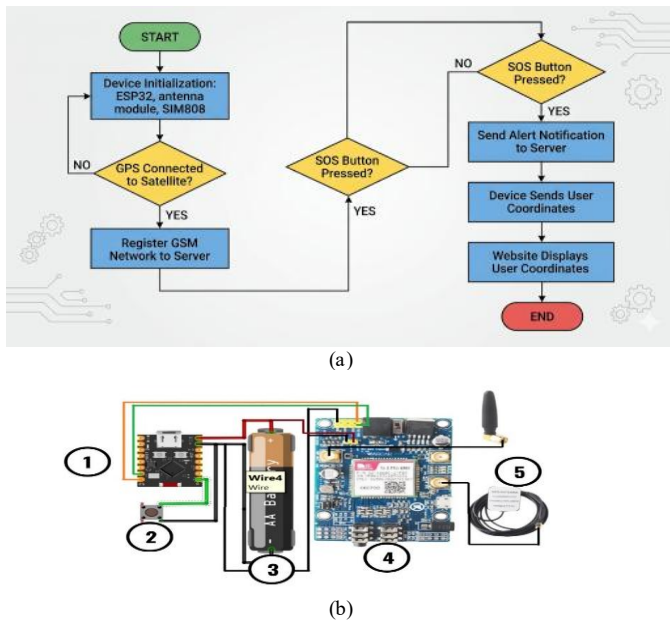 START
Device Initialization:
ESP32, antenna
module, SIM808
NO
GPS Connected
to Satellite?
YES
Register GSM
Network to Server
SOS Button
Pressed?
YES
NO
SOS Button
Pressed?
YES
Send Alert Notification
to Server
Device Sends User
Coordinates
Website Displays
User Coordinates
END
(a)
1
2
Wire4
Wire
AA Ba
3
4
5
(b)